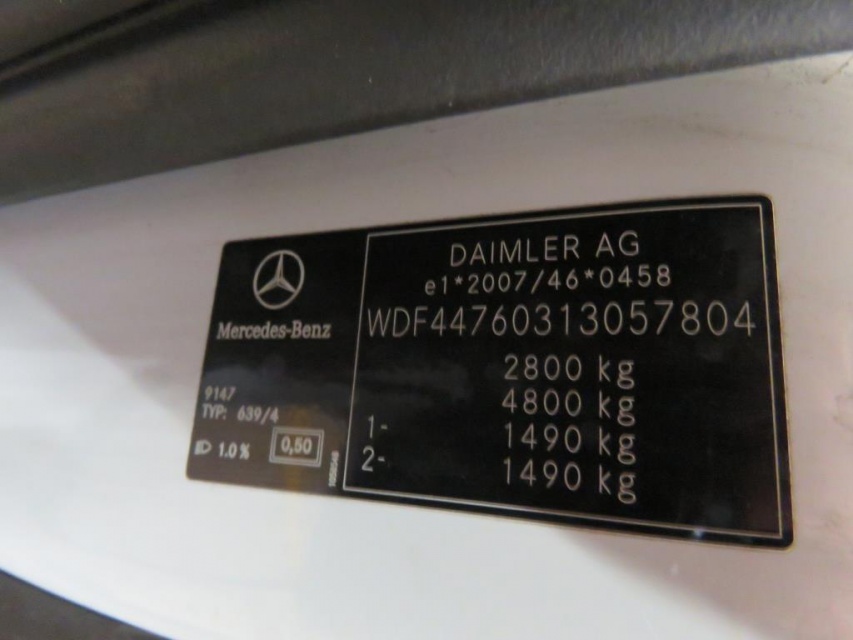 Mercedes-Benz
9147
TYP: 639/4
1.0 %
0,50
DAIMLER AG
e1*2007/46*0458
WDF44760313057804
2800 kg
4800 kg
1- 1490 kg
2- 1490 kg